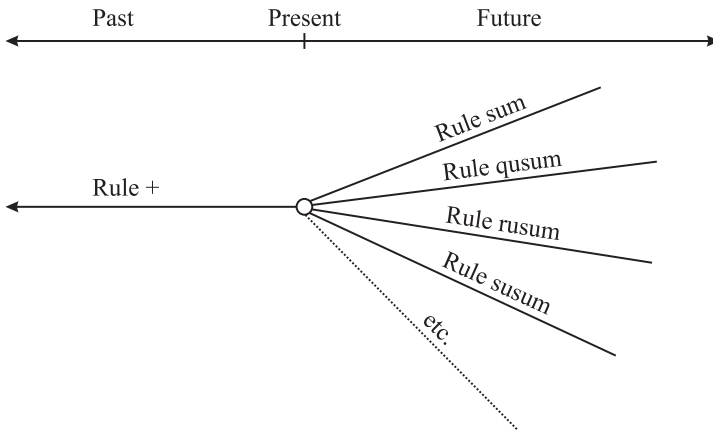 Past Present Future
Rule sum
Rule qusum
Rule +
Rule rusum
Rule susum
etc.